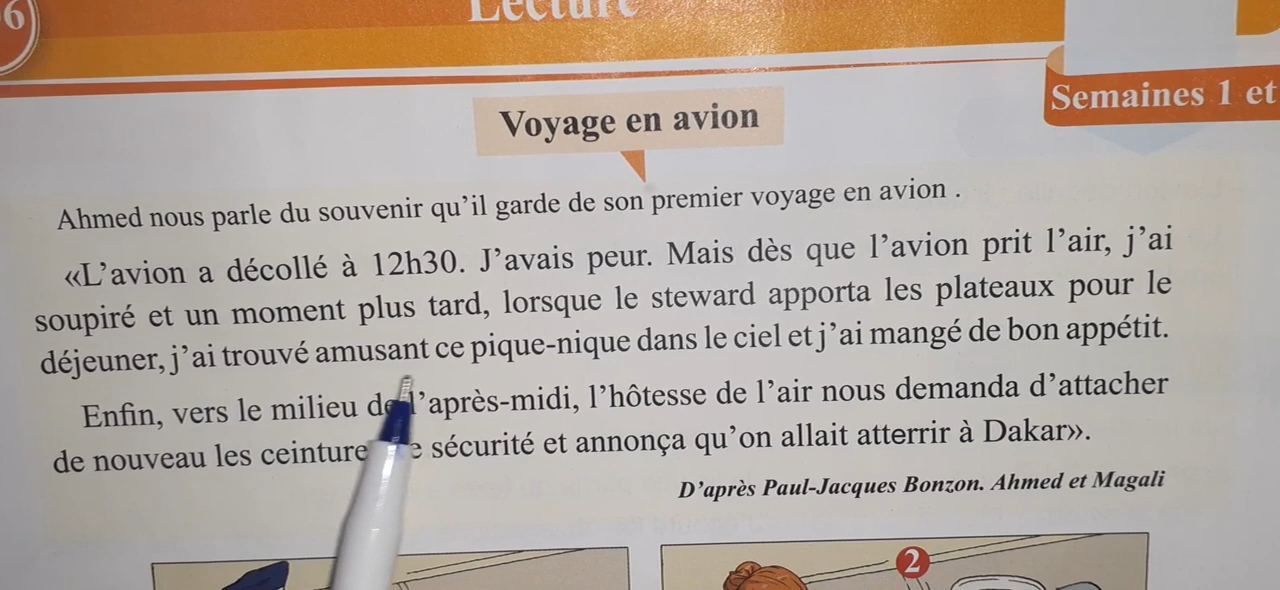 6
Lecture
Semaines 1 et
Voyage en avion
Ahmed nous parle du souvenir qu’il garde de son premier voyage en avion .
«L’avion a décollé à 12h30. J’avais peur. Mais dès que l’avion prit l’air, j’ai
soupiré et un moment plus tard, lorsque le steward apporta les plateaux pour le
déjeuner, j’ai trouvé amusant ce pique-nique dans le ciel et j’ai mangé de bon appétit.
Enfin, vers le milieu de l’après-midi, l’hôtesse de l’air nous demanda d’attacher
de nouveau les ceinture sécurité et annonça qu’on allait atterrir à Dakar».
D’après Paul-Jacques Bonzon. Ahmed et Magali
2